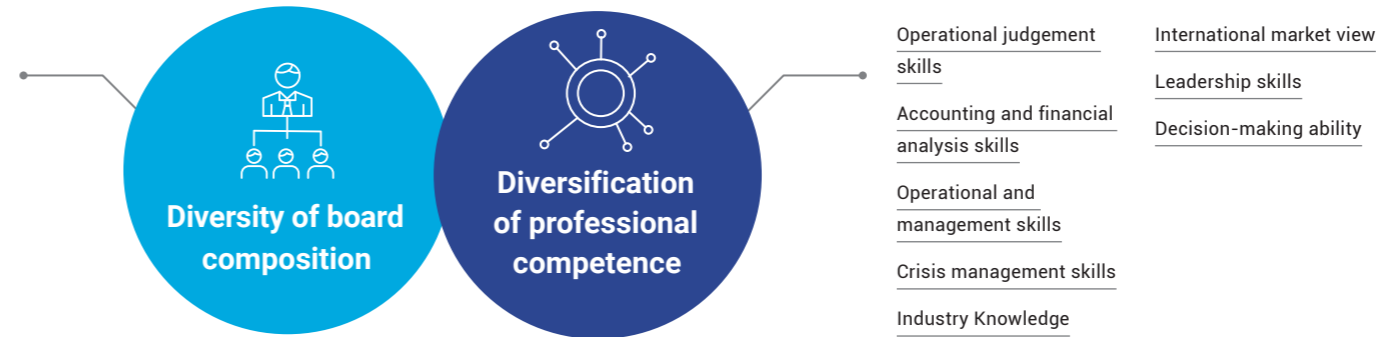 Diversity of board
composition
Diversification
of professional
competence
Operational judgement
skills
Accounting and financial
analysis skills
Operational and
management skills
Crisis management skills
Industry Knowledge
International market view
Leadership skills
Decision-making ability